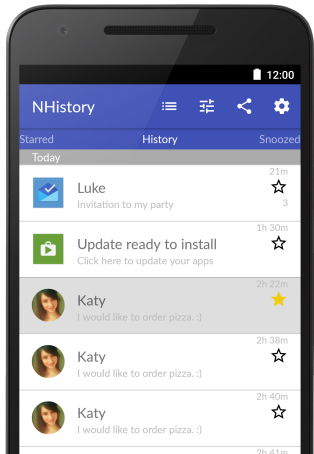 12:00
NHistory
Starred History Snoozed
Today
21m
Luke
Invitation to my party 3
1h 30m
Update ready to install
Click here to update your apps
2h 22m
Katy
I would like to order pizza. :)
2h 38m
Katy
I would like to order pizza. :)
2h 40m
Katy
I would like to order pizza. :)
2h 41m